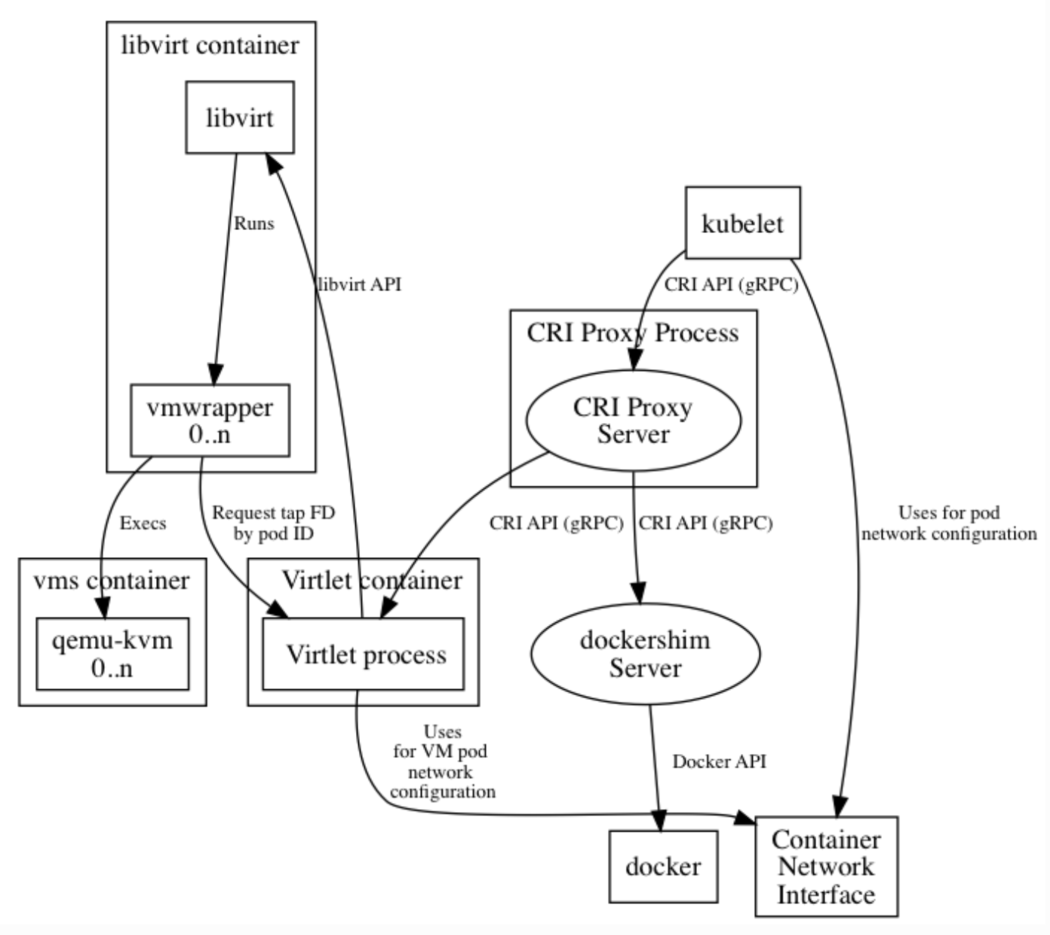 libvirt container
libvirt
Runs
libvirt API
kubelet
CRI API (gRPC)
CRI Proxy Process
CRI Proxy
Server
vmwrapper
0..n
Execs
Request tap FD
by pod ID
CRI API (gRPC)
CRI API (gRPC)
Uses for pod
network configuration
vms container
qemu-kvm
0..n
Virtlet container
Virtlet process
dockershim
Server
Uses
for VM pod
network
configuration
Docker API
docker
Container
Network
Interface